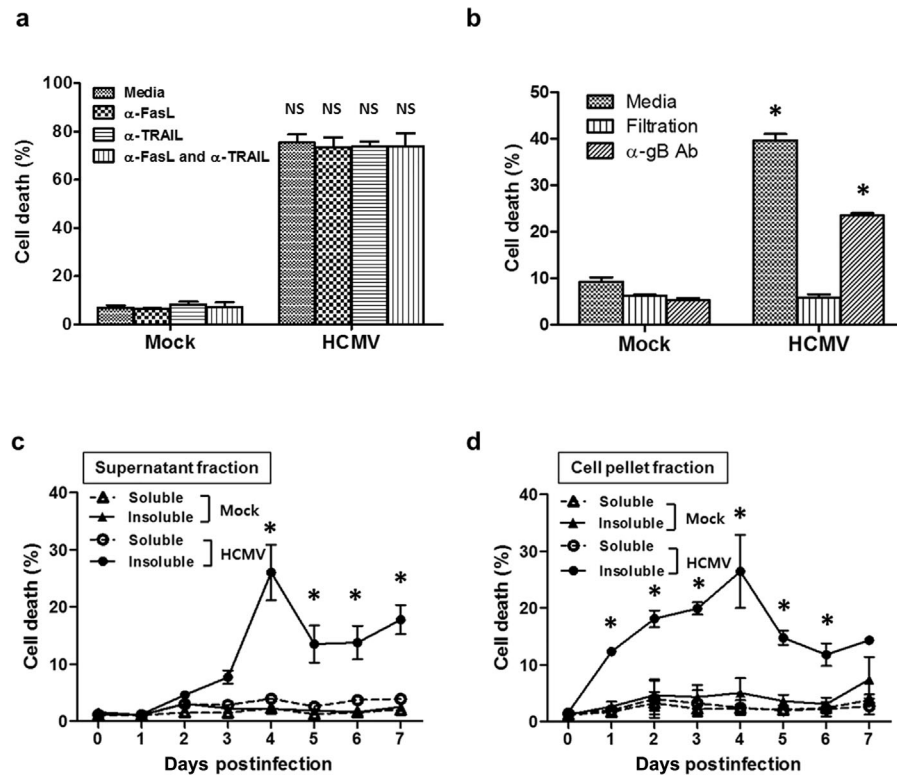 a
Cell death (%)
100
80
60
40
20
0
Media
α-FasL
α-TRAIL
α-FasL and α-TRAIL
NS NS NS NS
Mock HCMV
b
Cell death (%)
50
40
30
20
10
0
Media
Filtration
α-gB Ab
* *
Mock HCMV
c
Supernatant fraction
Cell death (%)
40
30
20
10
0
Soluble
Insoluble
Mock
Soluble
Insoluble
HCMV
* * * *
0 1 2 3 4 5 6 7
Days postinfection
d
Cell pellet fraction
Cell death (%)
40
30
20
10
0
Soluble
Insoluble
Mock
Soluble
Insoluble
HCMV
* * * * * *
0 1 2 3 4 5 6 7
Days postinfection